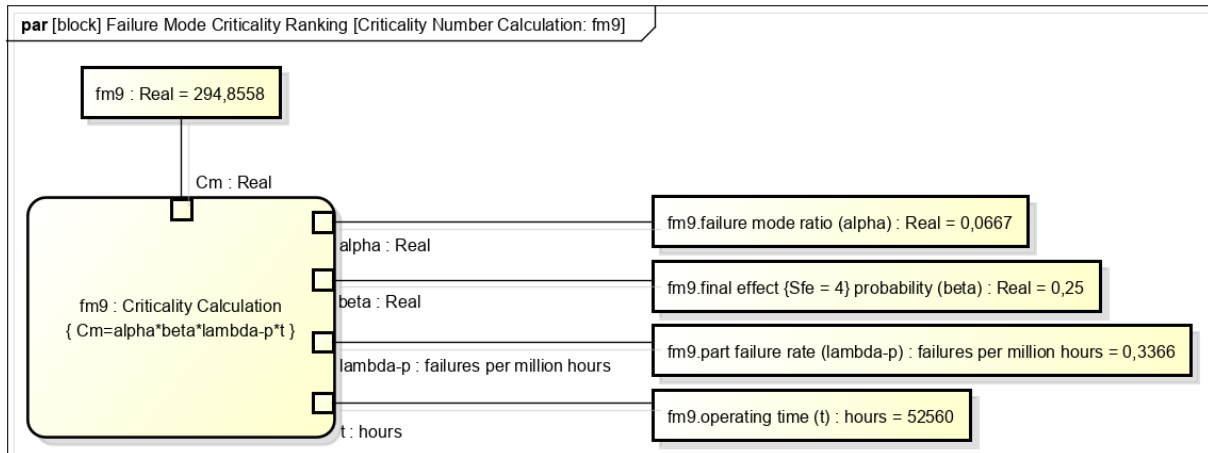 par [block] Failure Mode Criticality Ranking [Criticality Number Calculation: fm9]
fm9 : Real = 294,8558
Cm : Real
alpha : Real
fm9.failure mode ratio (alpha) : Real = 0,0667
beta : Real
fm9.final effect {Sfe = 4} probability (beta) : Real = 0,25
fm9 : Criticality Calculation
{ Cm=alpha*beta*lambda-p*t }
lambda-p : failures per million hours
fm9.part failure rate (lambda-p) : failures per million hours = 0,3366
t : hours
fm9.operating time (t) : hours = 52560